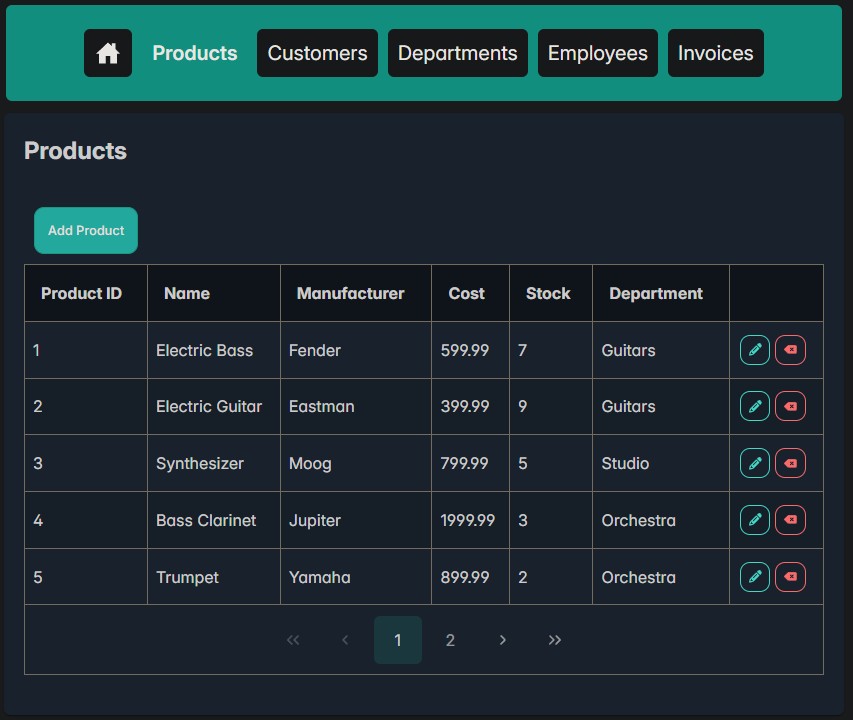 Products Customers Departments Employees Invoices
Products
Add Product
Product ID Name Manufacturer Cost Stock Department
1 Electric Bass Fender 599.99 7 Guitars
2 Electric Guitar Eastman 399.99 9 Guitars
3 Synthesizer Moog 799.99 5 Studio
4 Bass Clarinet Jupiter 1999.99 3 Orchestra
5 Trumpet Yamaha 899.99 2 Orchestra
1 2